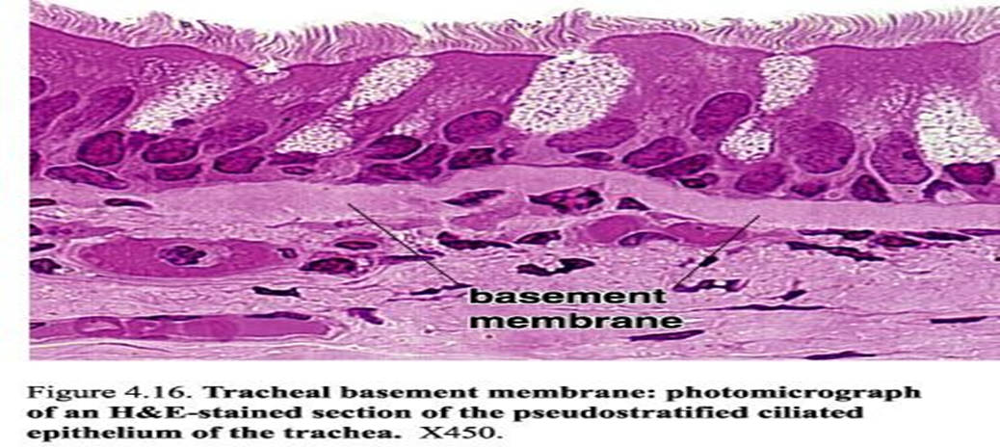 basement
membrane
Figure 4.16. Tracheal basement membrane: photomicrograph
of an H&E-stained section of the pseudostratified ciliated
epithelium of the trachea. X450.